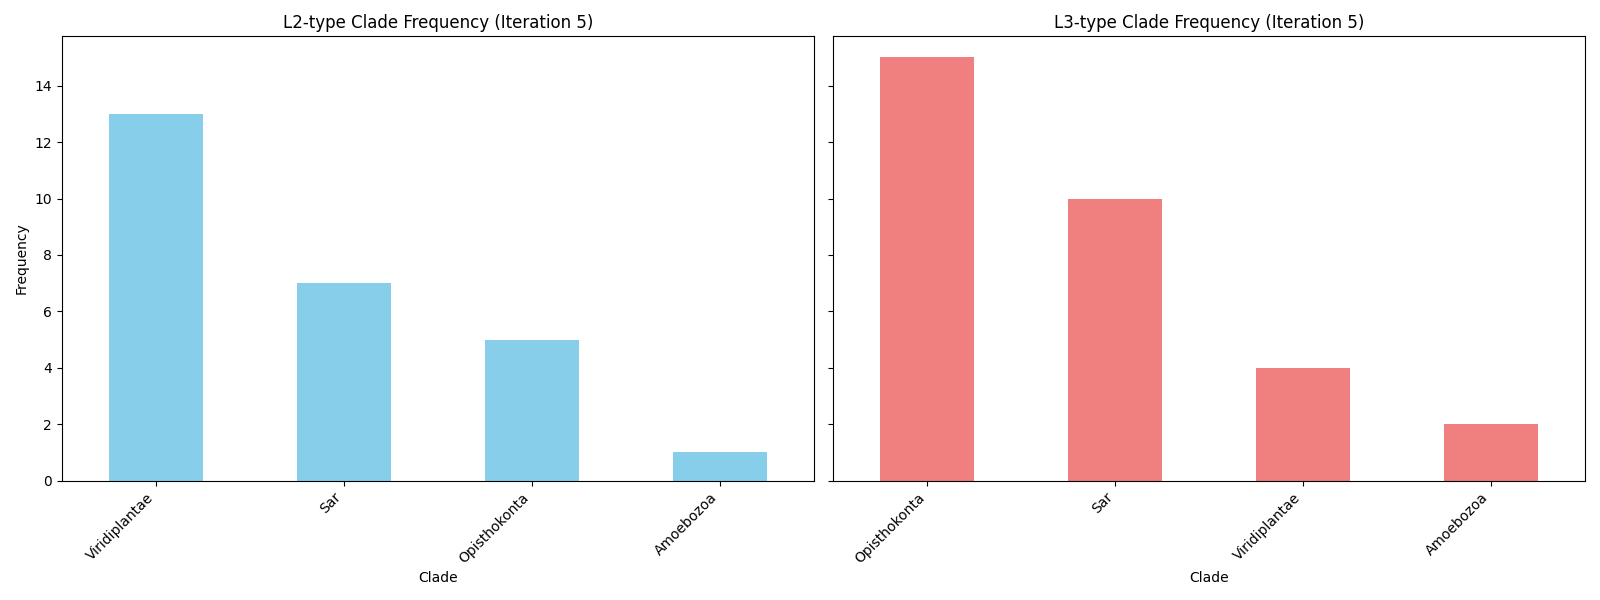 L2-type Clade Frequency (Iteration 5)
Frequency
14
12
10
8
6
4
2
0
Viridiplantae
Sar
Opisthokonta
Amoebozoa
Clade
L3-type Clade Frequency (Iteration 5)
Opisthokonta
Sar
Viridiplantae
Amoebozoa
Clade